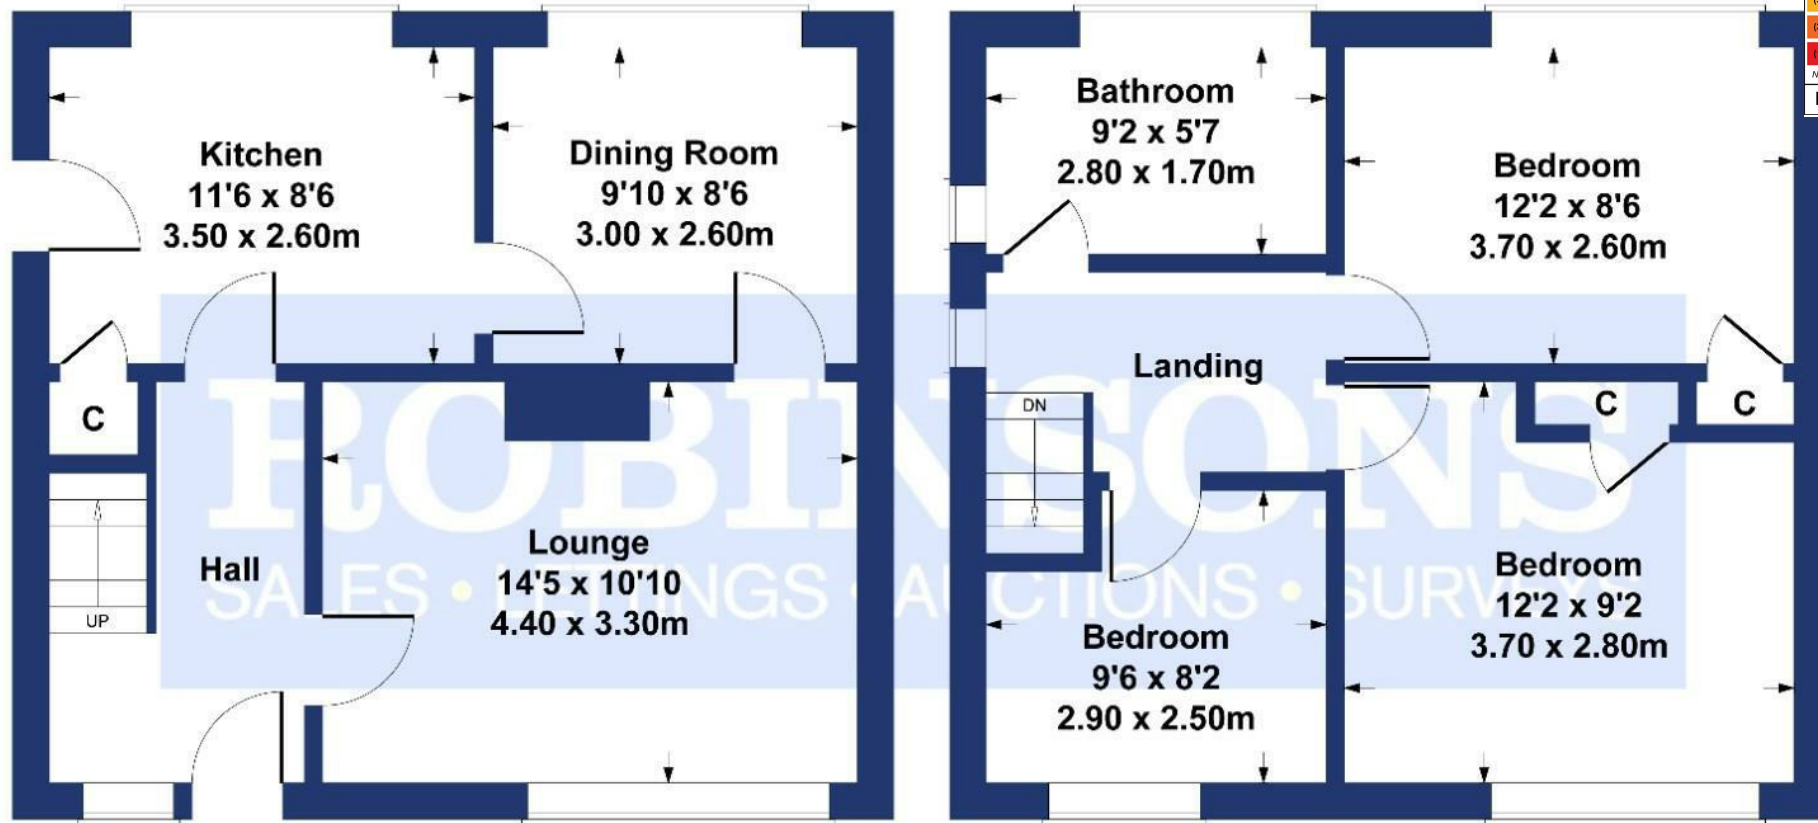 Kitchen
11'6 x 8'6
3.50 x 2.60m
Dining Room
9'10 x 8'6
3.00 x 2.60m
C
UP
Hall
Lounge
14'5 x 10'10
4.40 x 3.30m
Bathroom
9'2 x 5'7
2.80 x 1.70m
Bedroom
12'2 x 8'6
3.70 x 2.60m
Landing
DN
C
C
Bedroom
9'6 x 8'2
2.90 x 2.50m
Bedroom
12'2 x 9'2
3.70 x 2.80m
ROBINSONS
SALES • LETTINGS • AUCTIONS • SURVEYS